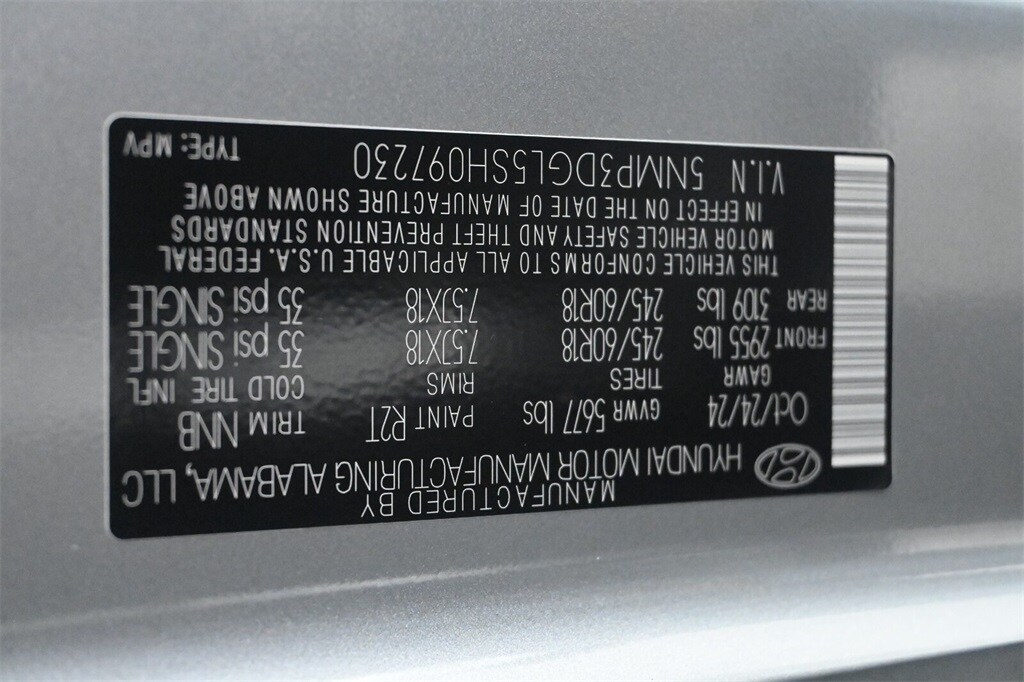 MANUFACTURED BY
HYUNDAI MOTOR MANUFACTURING ALABAMA, LLC
Oct/24/24 GVWR 5677 lbs PAINT R2T TRIM NNB
GAWR TIRES RIMS COLD TIRE INFL
FRONT 2955 lbs 245/60R18 7.5JX18 35 psi SINGLE
REAR 3109 lbs 245/60R18 7.5JX18 35 psi SINGLE
THIS VEHICLE CONFORMS TO ALL APPLICABLE U.S.A. FEDERAL
MOTOR VEHICLE SAFETY AND THEFT PREVENTION STANDARDS
IN EFFECT ON THE DATE OF MANUFACTURE SHOWN ABOVE
V.I.N 5NMP3DGL5SH097230 TYPE: MPV